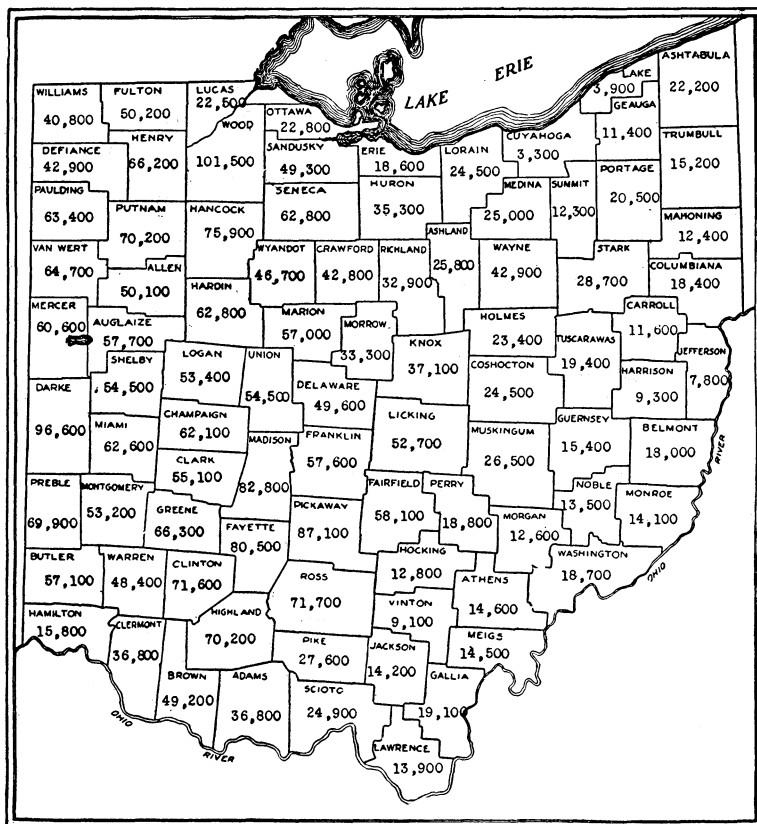 LAKE ERIE
ASHTABULA
22,200
LAKE
3,900
GEAUGA
11,400
WILLIAMS
40,800
FULTON
50,200
LUCAS
22,500
OTTAWA
22,800
WOOD
101,500
HENRY
66,200
DEFIANCE
42,900
SANDUSKY
49,300
ERIE
18,600
LORAIN
24,500
CUYAHOGA
3,300
TRUMBULL
15,200
PORTAGE
20,500
SUMMIT
12,300
MEDINA
25,000
HURON
35,300
SENECA
62,800
PAULDING
63,400
PUTNAM
70,200
HANCOCK
75,900
MAHONING
12,400
VAN WERT
64,700
ALLEN
50,100
WYANDOT
46,700
CRAWFORD
42,800
RICHLAND
32,900
ASHLAND
25,800
WAYNE
42,900
STARK
28,700
COLUMBIANA
18,400
HARDIN
62,800
MERCER
60,600
AUGLAIZE
57,700
MARION
57,000
MORROW
33,300
KNOX
37,100
HOLMES
23,400
TUSCARAWAS
19,400
CARROLL
11,600
JEFFERSON
7,800
HARRISON
9,300
SHELBY
54,500
LOGAN
53,400
UNION
54,500
DELAWARE
49,600
COSHOCTON
24,500
DARKE
96,600
MIAMI
62,600
CHAMPAIGN
62,100
LICKING
52,700
MUSKINGUM
26,500
GUERNSEY
15,400
BELMONT
18,000
CLARK
55,100
MADISON
82,800
FRANKLIN
57,600
PREBLE
69,900
MONTGOMERY
53,200
GREENE
66,300
FAYETTE
80,500
PICKAWAY
87,100
FAIRFIELD
58,100
PERRY
18,800
MORGAN
12,600
NOBLE
13,500
MONROE
14,100
BUTLER
57,100
WARREN
48,400
CLINTON
71,600
ROSS
71,700
HOCKING
12,800
ATHENS
14,600
WASHINGTON
18,700
HAMILTON
15,800
CLERMONT
36,800
HIGHLAND
70,200
VINTON
9,100
MEIGS
14,500
PIKE
27,600
JACKSON
14,200
GALLIA
19,100
BROWN
49,200
ADAMS
36,800
SCIOTO
24,900
LAWRENCE
13,900
OHIO RIVER
OHIO RIVER